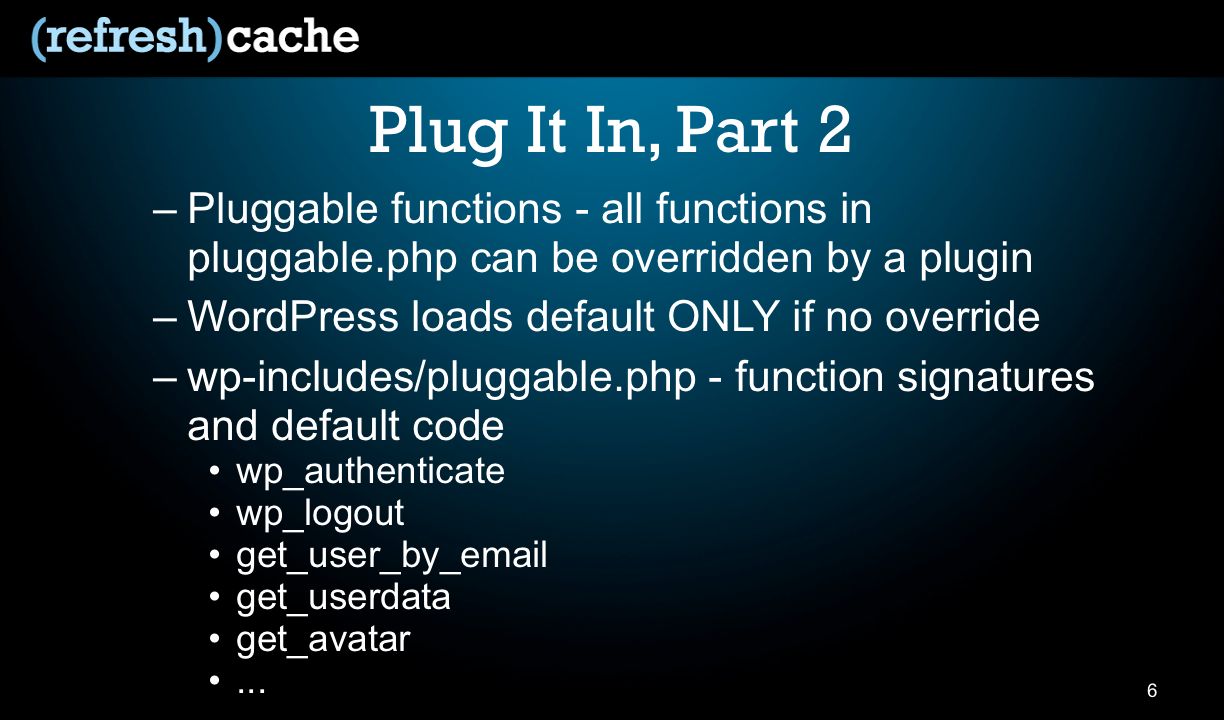 (refresh)cache
Plug It In, Part 2
– Pluggable functions - all functions in
pluggable.php can be overridden by a plugin
– WordPress loads default ONLY if no override
– wp-includes/pluggable.php - function signatures
and default code
• wp_authenticate
• wp_logout
• get_user_by_email
• get_userdata
• get_avatar
• ...
6